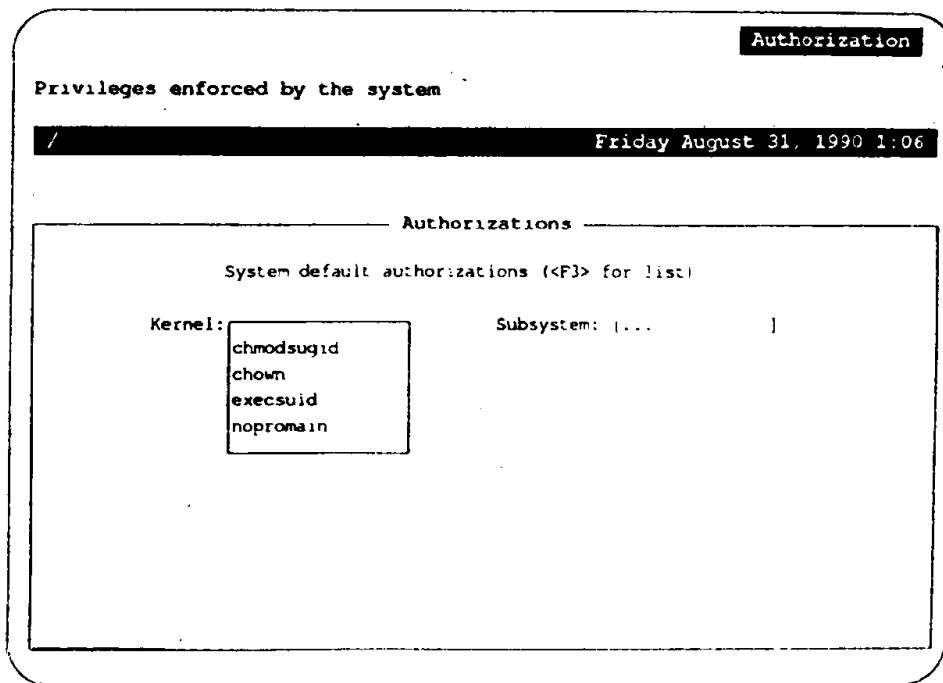 Authorization
Privileges enforced by the system
/ Friday August 31, 1990 1:06
Authorizations
System default authorizations (<F3> for list)
Kernel: Subsystem: [... ]
chmodsugid
chown
execsuid
nopromain